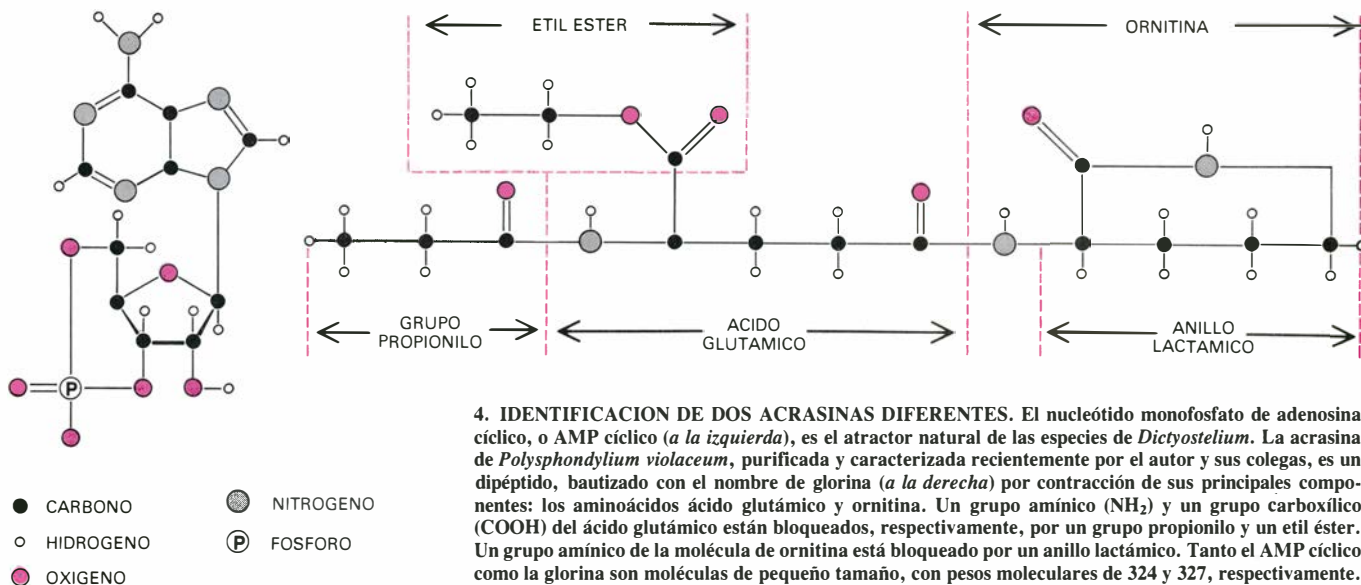 ETIL ESTER
ORNITINA
GRUPO
PROPIONILO
ACIDO
GLUTAMICO
ANILLO
LACTAMICO
P
CARBONO
NITROGENO
HIDROGENO
P FOSFORO
OXIGENO
4. IDENTIFICACION DE DOS ACRASINAS DIFERENTES. El nucleótido monofosfato de adenosina
cíclico, o AMP cíclico (a la izquierda), es el atractor natural de las especies de Dictyostelium. La acrasina
de Polysphondylium violaceum, purificada y caracterizada recientemente por el autor y sus colegas, es un
dipéptido, bautizado con el nombre de glorina (a la derecha) por contracción de sus principales compo-
nentes: los aminoácidos ácido glutámico y ornitina. Un grupo amínico (NH₂) y un grupo carboxílico
(COOH) del ácido glutámico están bloqueados, respectivamente, por un grupo propionilo y un etil éster.
Un grupo amínico de la molécula de ornitina está bloqueado por un anillo lactámico. Tanto el AMP cíclico
como la glorina son moléculas de pequeño tamaño, con pesos moleculares de 324 y 327, respectivamente.